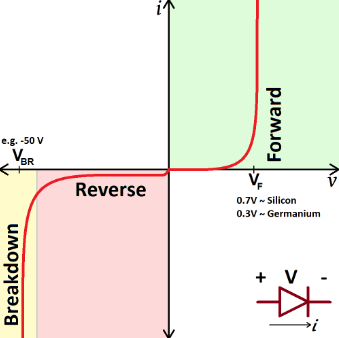 i
Forward
e.g. -50 V
VBR
Reverse
VF
v
0.7V ~ Silicon
0.3V ~ Germanium
Breakdown
+ V -
i